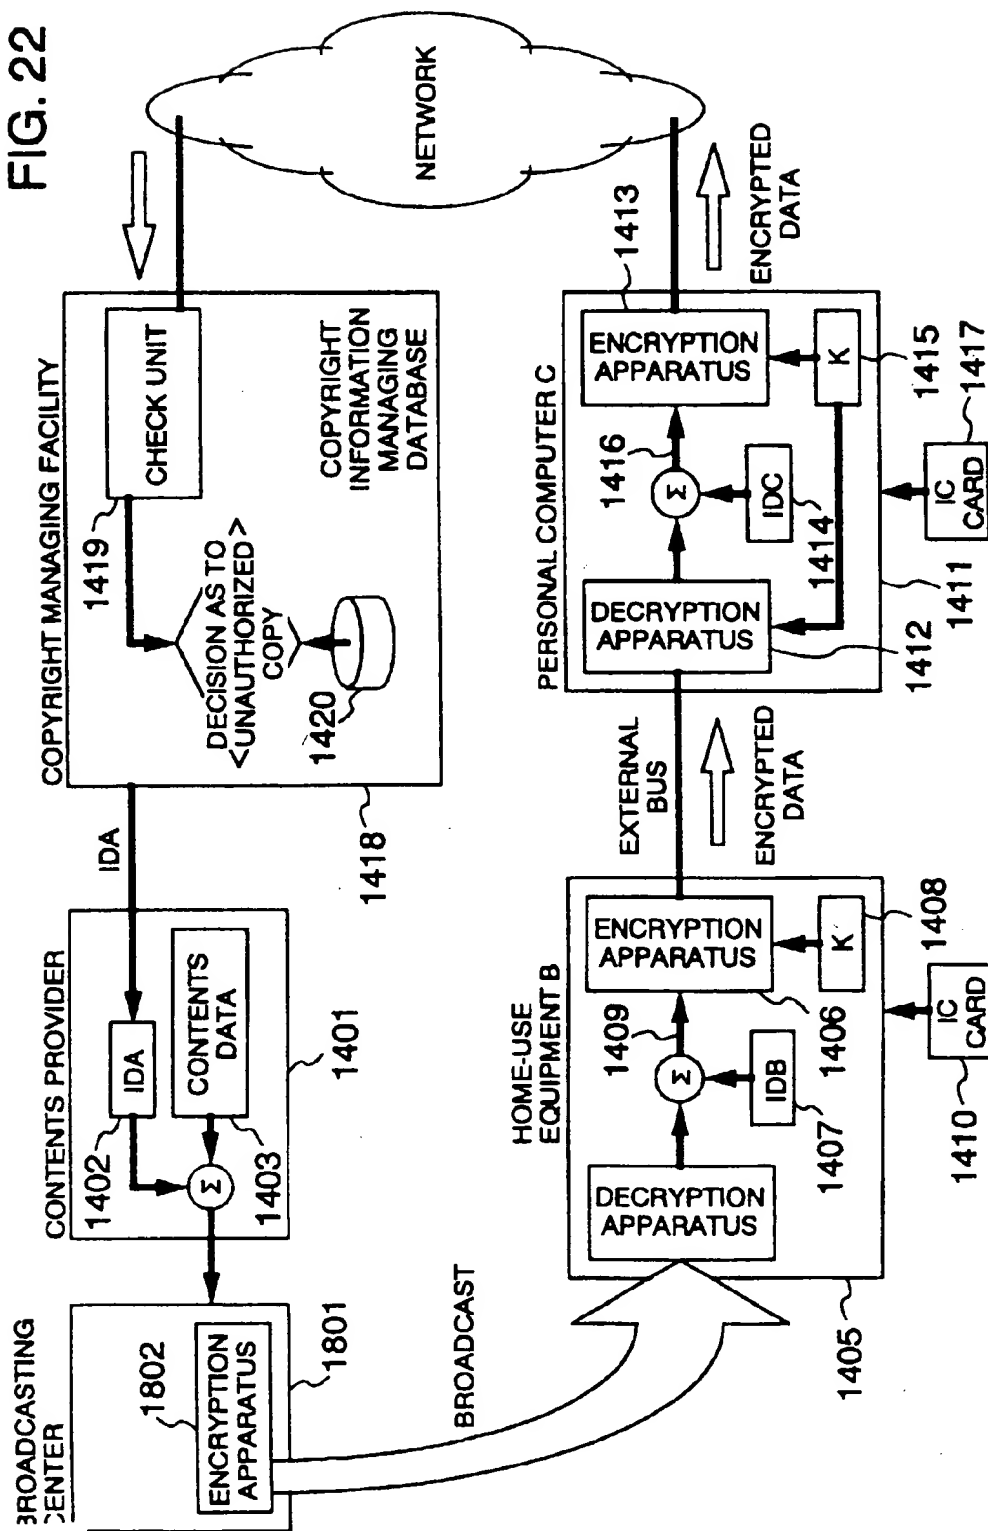 FIG. 22
BROADCASTING
CENTER
1802
ENCRYPTION
APPARATUS
1801
CONTENTS PROVIDER
1402
IDA
CONTENTS
DATA
1403
Σ
1401
IDA
COPYRIGHT MANAGING FACILITY
1419
CHECK UNIT
DECISION AS TO
<UNAUTHORIZED>
COPY
1420
COPYRIGHT
INFORMATION
MANAGING
DATABASE
1418
NETWORK
BROADCAST
HOME-USE
EQUIPMENT B
DECRYPTION
APPARATUS
Σ
1409
ENCRYPTION
APPARATUS
IDB
1407
1406
K
1408
1405
IC
CARD
1410
EXTERNAL
BUS
ENCRYPTED
DATA
PERSONAL COMPUTER C
DECRYPTION
APPARATUS
1412
Σ
1416
ENCRYPTION
APPARATUS
1413
IDC
1414
K
1415
1411
IC
CARD
1417
ENCRYPTED
DATA